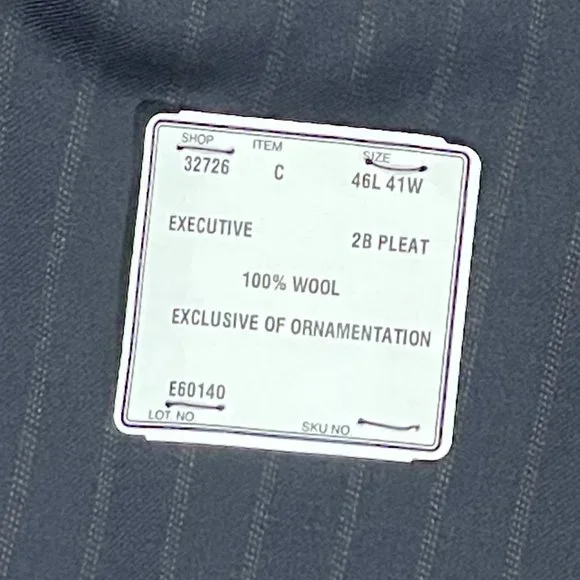 SHOP ITEM SIZE
32726 C 46L 41W
EXECUTIVE 2B PLEAT
100% WOOL
EXCLUSIVE OF ORNAMENTATION
E60140
LOT NO SKU NO